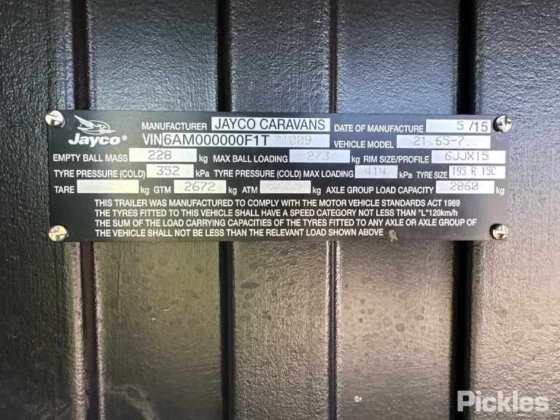 Jayco
MANUFACTURER JAYCO CARAVANS DATE OF MANUFACTURE 5/15
VIN 6AM000000F1T VEHICLE MODEL 21.65-7.
EMPTY BALL MASS 228 kg MAX BALL LOADING 273 kg RIM SIZE/PROFILE 6JJX15
TYRE PRESSURE (COLD) 352 kPa TYRE PRESSURE (COLD) MAX LOADING 414 kPa TYRE SIZE 195 R 15C
TARE kg GTM 2672 kg ATM kg AXLE GROUP LOAD CAPACITY 2860 kg
THIS TRAILER WAS MANUFACTURED TO COMPLY WITH THE MOTOR VEHICLE STANDARDS ACT 1989
THE TYRES FITTED TO THIS VEHICLE SHALL HAVE A SPEED CATEGORY NOT LESS THAN "L"120km/h
THE SUM OF THE LOAD CARRYING CAPACITIES OF THE TYRES FITTED TO ANY AXLE OR AXLE GROUP OF
THE VEHICLE SHALL NOT BE LESS THAN THE RELEVANT LOAD SHOWN ABOVE
Pickles